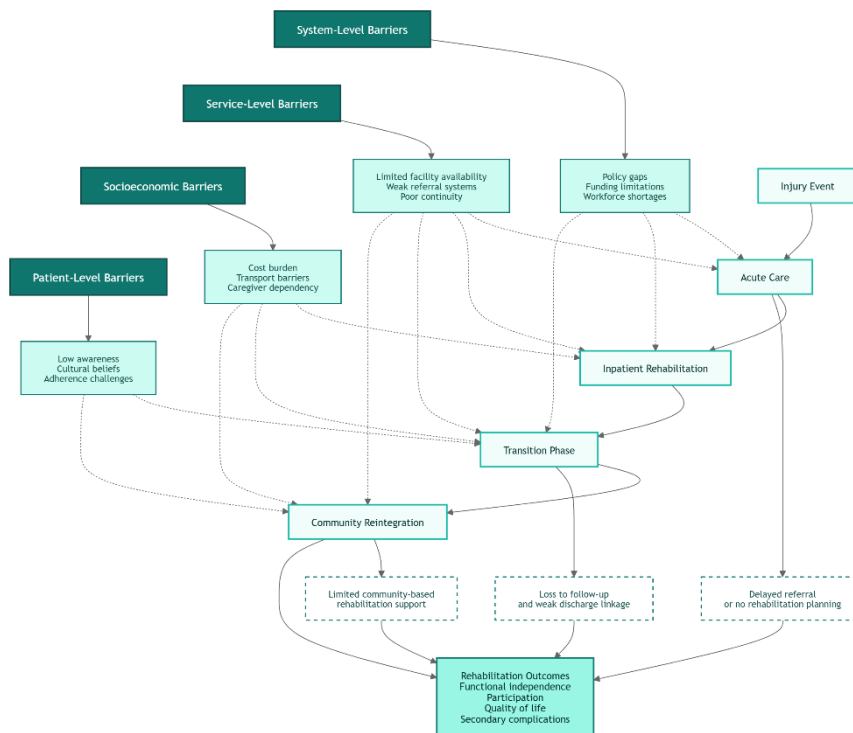 System-Level Barriers
Service-Level Barriers
Socioeconomic Barriers
Patient-Level Barriers
Limited facility availability
Weak referral systems
Poor continuity
Policy gaps
Funding limitations
Workforce shortages
Injury Event
Cost burden
Transport barriers
Caregiver dependency
Acute Care
Low awareness
Cultural beliefs
Adherence challenges
Inpatient Rehabilitation
Transition Phase
Community Reintegration
Limited community-based
rehabilitation support
Loss to follow-up
and weak discharge linkage
Delayed referral
or no rehabilitation planning
Rehabilitation Outcomes
Functional Independence
Participation
Quality of life
Secondary complications